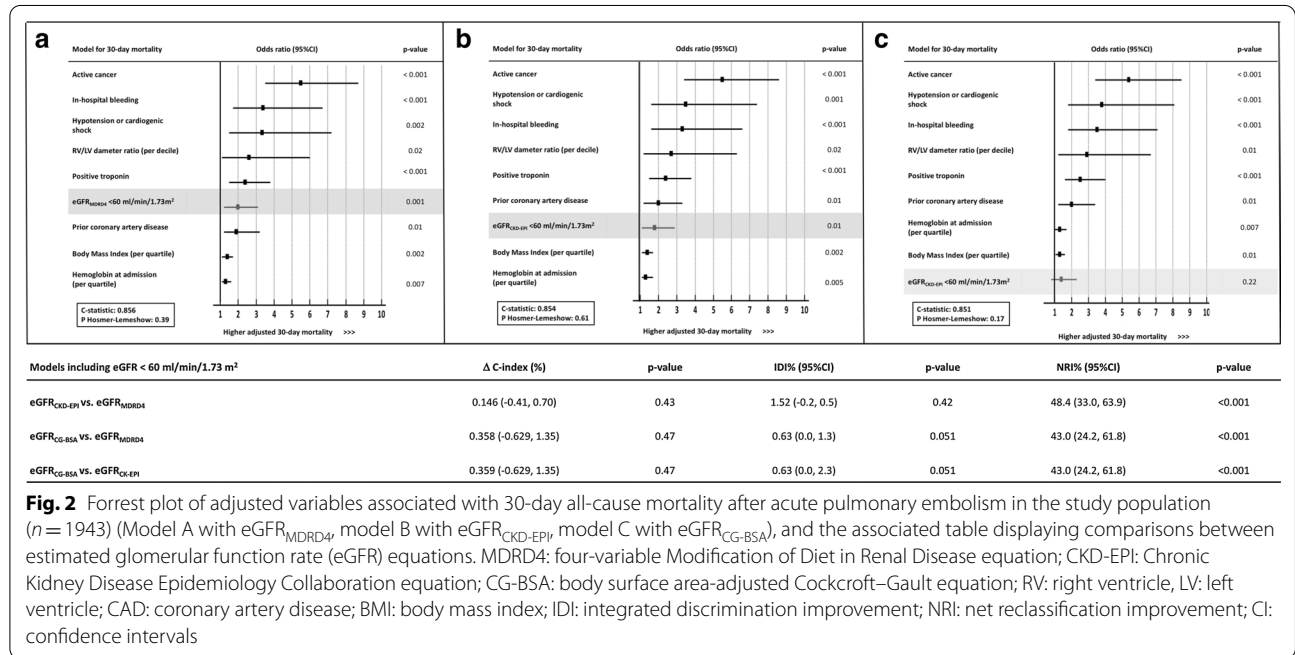 a
Model for 30-day mortality Odds ratio (95%CI) p-value
Active cancer < 0.001
In-hospital bleeding < 0.001
Hypotension or cardiogenic
shock 0.002
RV/LV dameter ratio (per decile) 0.02
Positive troponin < 0.001
eGFRMDRD4 <60 ml/min/1.73m² 0.001
Prior coronary artery disease 0.01
Body Mass Index (per quartile) 0.002
Hemoglobin at admission
(per quartile) 0.007
C-statistic: 0.856
P Hosmer-Lemeshow: 0.39
1 2 3 4 5 6 7 8 9 10
Higher adjusted 30-day mortality >>>
b
Model for 30-day mortality Odds ratio (95%CI) p-value
Active cancer < 0.001
Hypotension or cardiogenic
shock 0.001
In-hospital bleeding < 0.001
RV/LV dameter ratio (per decile) 0.02
Positive troponin < 0.001
Prior coronary artery disease 0.01
eGFRCKD-EPI <60 ml/min/1.73m² 0.01
Body Mass Index (per quartile) 0.002
Hemoglobin at admission
(per quartile) 0.005
C-statistic: 0.854
P Hosmer-Lemeshow: 0.61
1 2 3 4 5 6 7 8 9 10
Higher adjusted 30-day mortality >>>
c
Model for 30-day mortality Odds ratio (95%CI) p-value
Active cancer < 0.001
Hypotension or cardiogenic
shock < 0.001
In-hospital bleeding < 0.001
RV/LV dameter ratio (per decile) 0.01
Positive troponin < 0.001
Prior coronary artery disease 0.01
Hemoglobin at admission
(per quartile) 0.007
Body Mass Index (per quartile) 0.01
eGFRCKD-EPI <60 ml/min/1.73m² 0.22
C-statistic: 0.851
P Hosmer-Lemeshow: 0.17
1 2 3 4 5 6 7 8 9 10
Higher adjusted 30-day mortality >>>
Models including eGFR < 60 ml/min/1.73 m² Δ C-index (%) p-value IDI% (95%CI) p-value NRI% (95%CI) p-value
eGFRCKD-EPI vs. eGFRMDRD4 0.146 (-0.41, 0.70) 0.43 1.52 (-0.2, 0.5) 0.42 48.4 (33.0, 63.9) <0.001
eGFRCG-BSA vs. eGFRMDRD4 0.358 (-0.629, 1.35) 0.47 0.63 (0.0, 1.3) 0.051 43.0 (24.2, 61.8) <0.001
eGFRCG-BSA vs. eGFRCK-EPI 0.359 (-0.629, 1.35) 0.47 0.63 (0.0, 2.3) 0.051 43.0 (24.2, 61.8) <0.001
Fig. 2 Forrest plot of adjusted variables associated with 30-day all-cause mortality after acute pulmonary embolism in the study population
(n = 1943) (Model A with eGFRMDRD4, model B with eGFRCKD-EPI, model C with eGFRCG-BSA), and the associated table displaying comparisons between
estimated glomerular function rate (eGFR) equations. MDRD4: four-variable Modification of Diet in Renal Disease equation; CKD-EPI: Chronic
Kidney Disease Epidemiology Collaboration equation; CG-BSA: body surface area-adjusted Cockcroft–Gault equation; RV: right ventricle, LV: left
ventricle; CAD: coronary artery disease; BMI: body mass index; IDI: integrated discrimination improvement; NRI: net reclassification improvement; CI:
confidence intervals